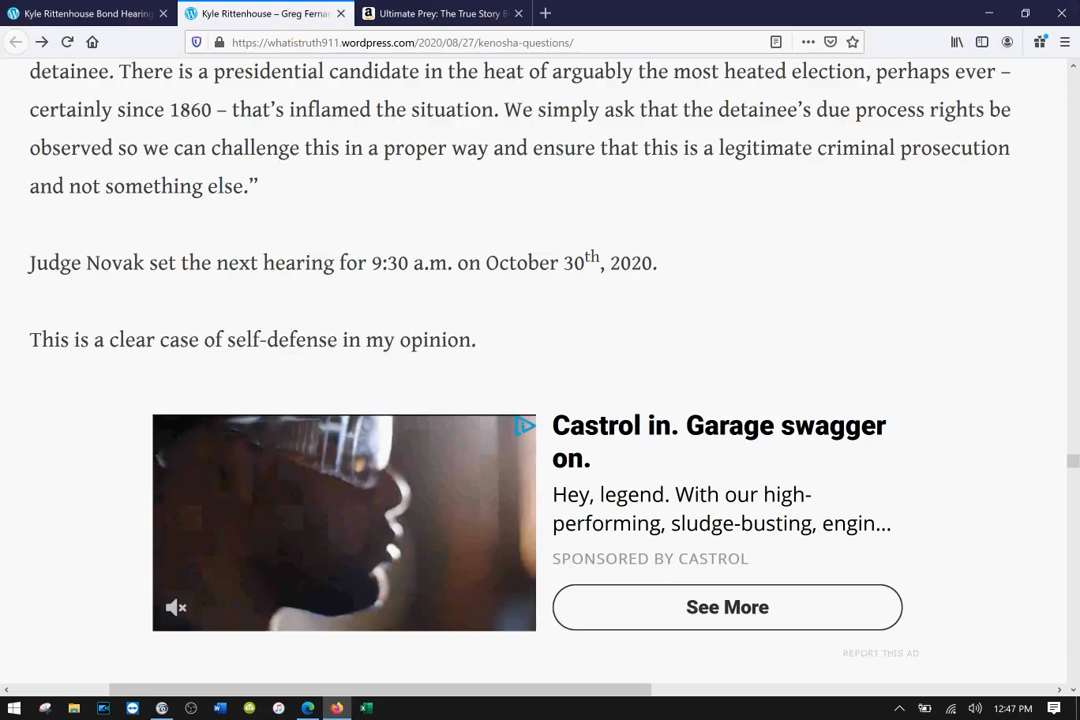 Kyle Rittenhouse Bond Hearing
Kyle Rittenhouse – Greg Ferna
Ultimate Prey: The True Story B
https://whatistruth911.wordpress.com/2020/08/27/kenosha-questions/
detainee. There is a presidential candidate in the heat of arguably the most heated election, perhaps ever –
certainly since 1860 – that’s inflamed the situation. We simply ask that the detainee’s due process rights be
observed so we can challenge this in a proper way and ensure that this is a legitimate criminal prosecution
and not something else.”
Judge Novak set the next hearing for 9:30 a.m. on October 30th, 2020.
This is a clear case of self-defense in my opinion.
Castrol in. Garage swagger
on.
Hey, legend. With our high-
performing, sludge-busting, engin...
SPONSORED BY CASTROL
See More
REPORT THIS AD
12:47 PM